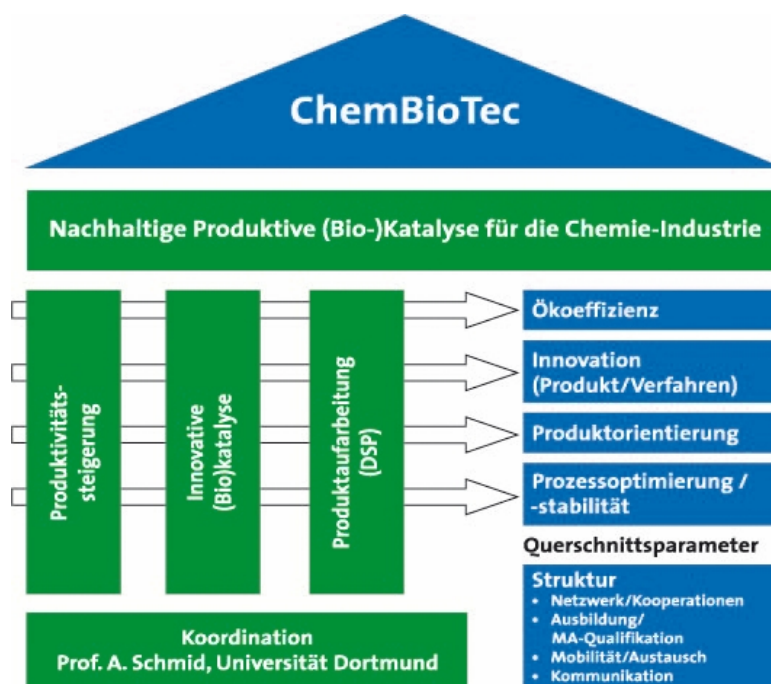 ChemBioTec
Nachhaltige Produktive (Bio-)Katalyse für die Chemie-Industrie
Produktivitäts-
steigerung
Innovative
(Bio)katalyse
Produktaufarbeitung
(DSP)
Ökoeffizienz
Innovation
(Produkt/Verfahren)
Produktorientierung
Prozessoptimierung /
-stabilität
Querschnittsparameter
Struktur
• Netzwerk/Kooperationen
• Ausbildung/
MA-Qualifikation
• Mobilität/Austausch
• Kommunikation
Koordination
Prof. A. Schmid, Universität Dortmund